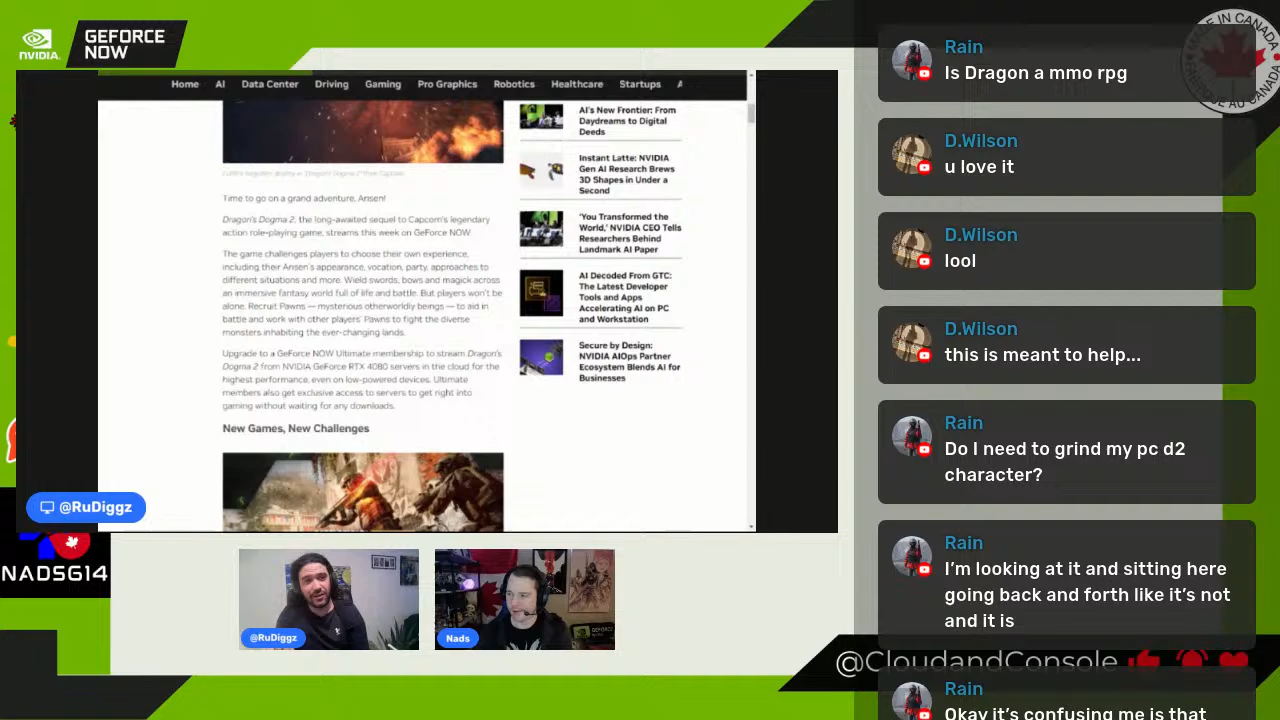 NVIDIA.
GEFORCE
NOW
Home AI Data Center Driving Gaming Pro Graphics Robotics Healthcare Startups
Time to go on a grand adventure, Arisen!
Dragon's Dogma 2, the long-awaited sequel to Capcom's legendary
action role-playing game, streams this week on GeForce NOW.
The game challenges players to choose their own experience,
including their Arisen's appearance, vocation, party, approaches to
different situations and more. Wield swords, bows and magick across
an immersive fantasy world full of life and battle. But players won't be
alone. Recruit Pawns — mysterious otherworldly beings — to aid in
battle and work with other players' Pawns to fight the diverse
monsters inhabiting the ever-changing lands.
Upgrade to a GeForce NOW Ultimate membership to stream Dragon's
Dogma 2 from NVIDIA GeForce RTX 4080 servers in the cloud for the
highest performance, even on low-powered devices. Ultimate
members also get exclusive access to servers to get right into
gaming without waiting for any downloads.
New Games, New Challenges
AI's New Frontier: From
Daydreams to Digital
Deeds
Instant Latte: NVIDIA
Gen AI Research Brews
3D Shapes in Under a
Second
'You Transformed the
World,' NVIDIA CEO Tells
Researchers Behind
Landmark AI Paper
AI Decoded From GTC:
The Latest Developer
Tools and Apps
Accelerating AI on PC
and Workstation
Secure by Design:
NVIDIA AIOps Partner
Ecosystem Blends AI for
Businesses
@RuDiggz
NADSG14
@RuDiggz
Nads
Rain
Is Dragon a mmo rpg
D.Wilson
u love it
D.Wilson
lool
D.Wilson
this is meant to help...
Rain
Do I need to grind my pc d2
character?
Rain
I'm looking at it and sitting here
going back and forth like it's not
and it is
@CloudandConsole
Rain
Okay it's confusing me is that